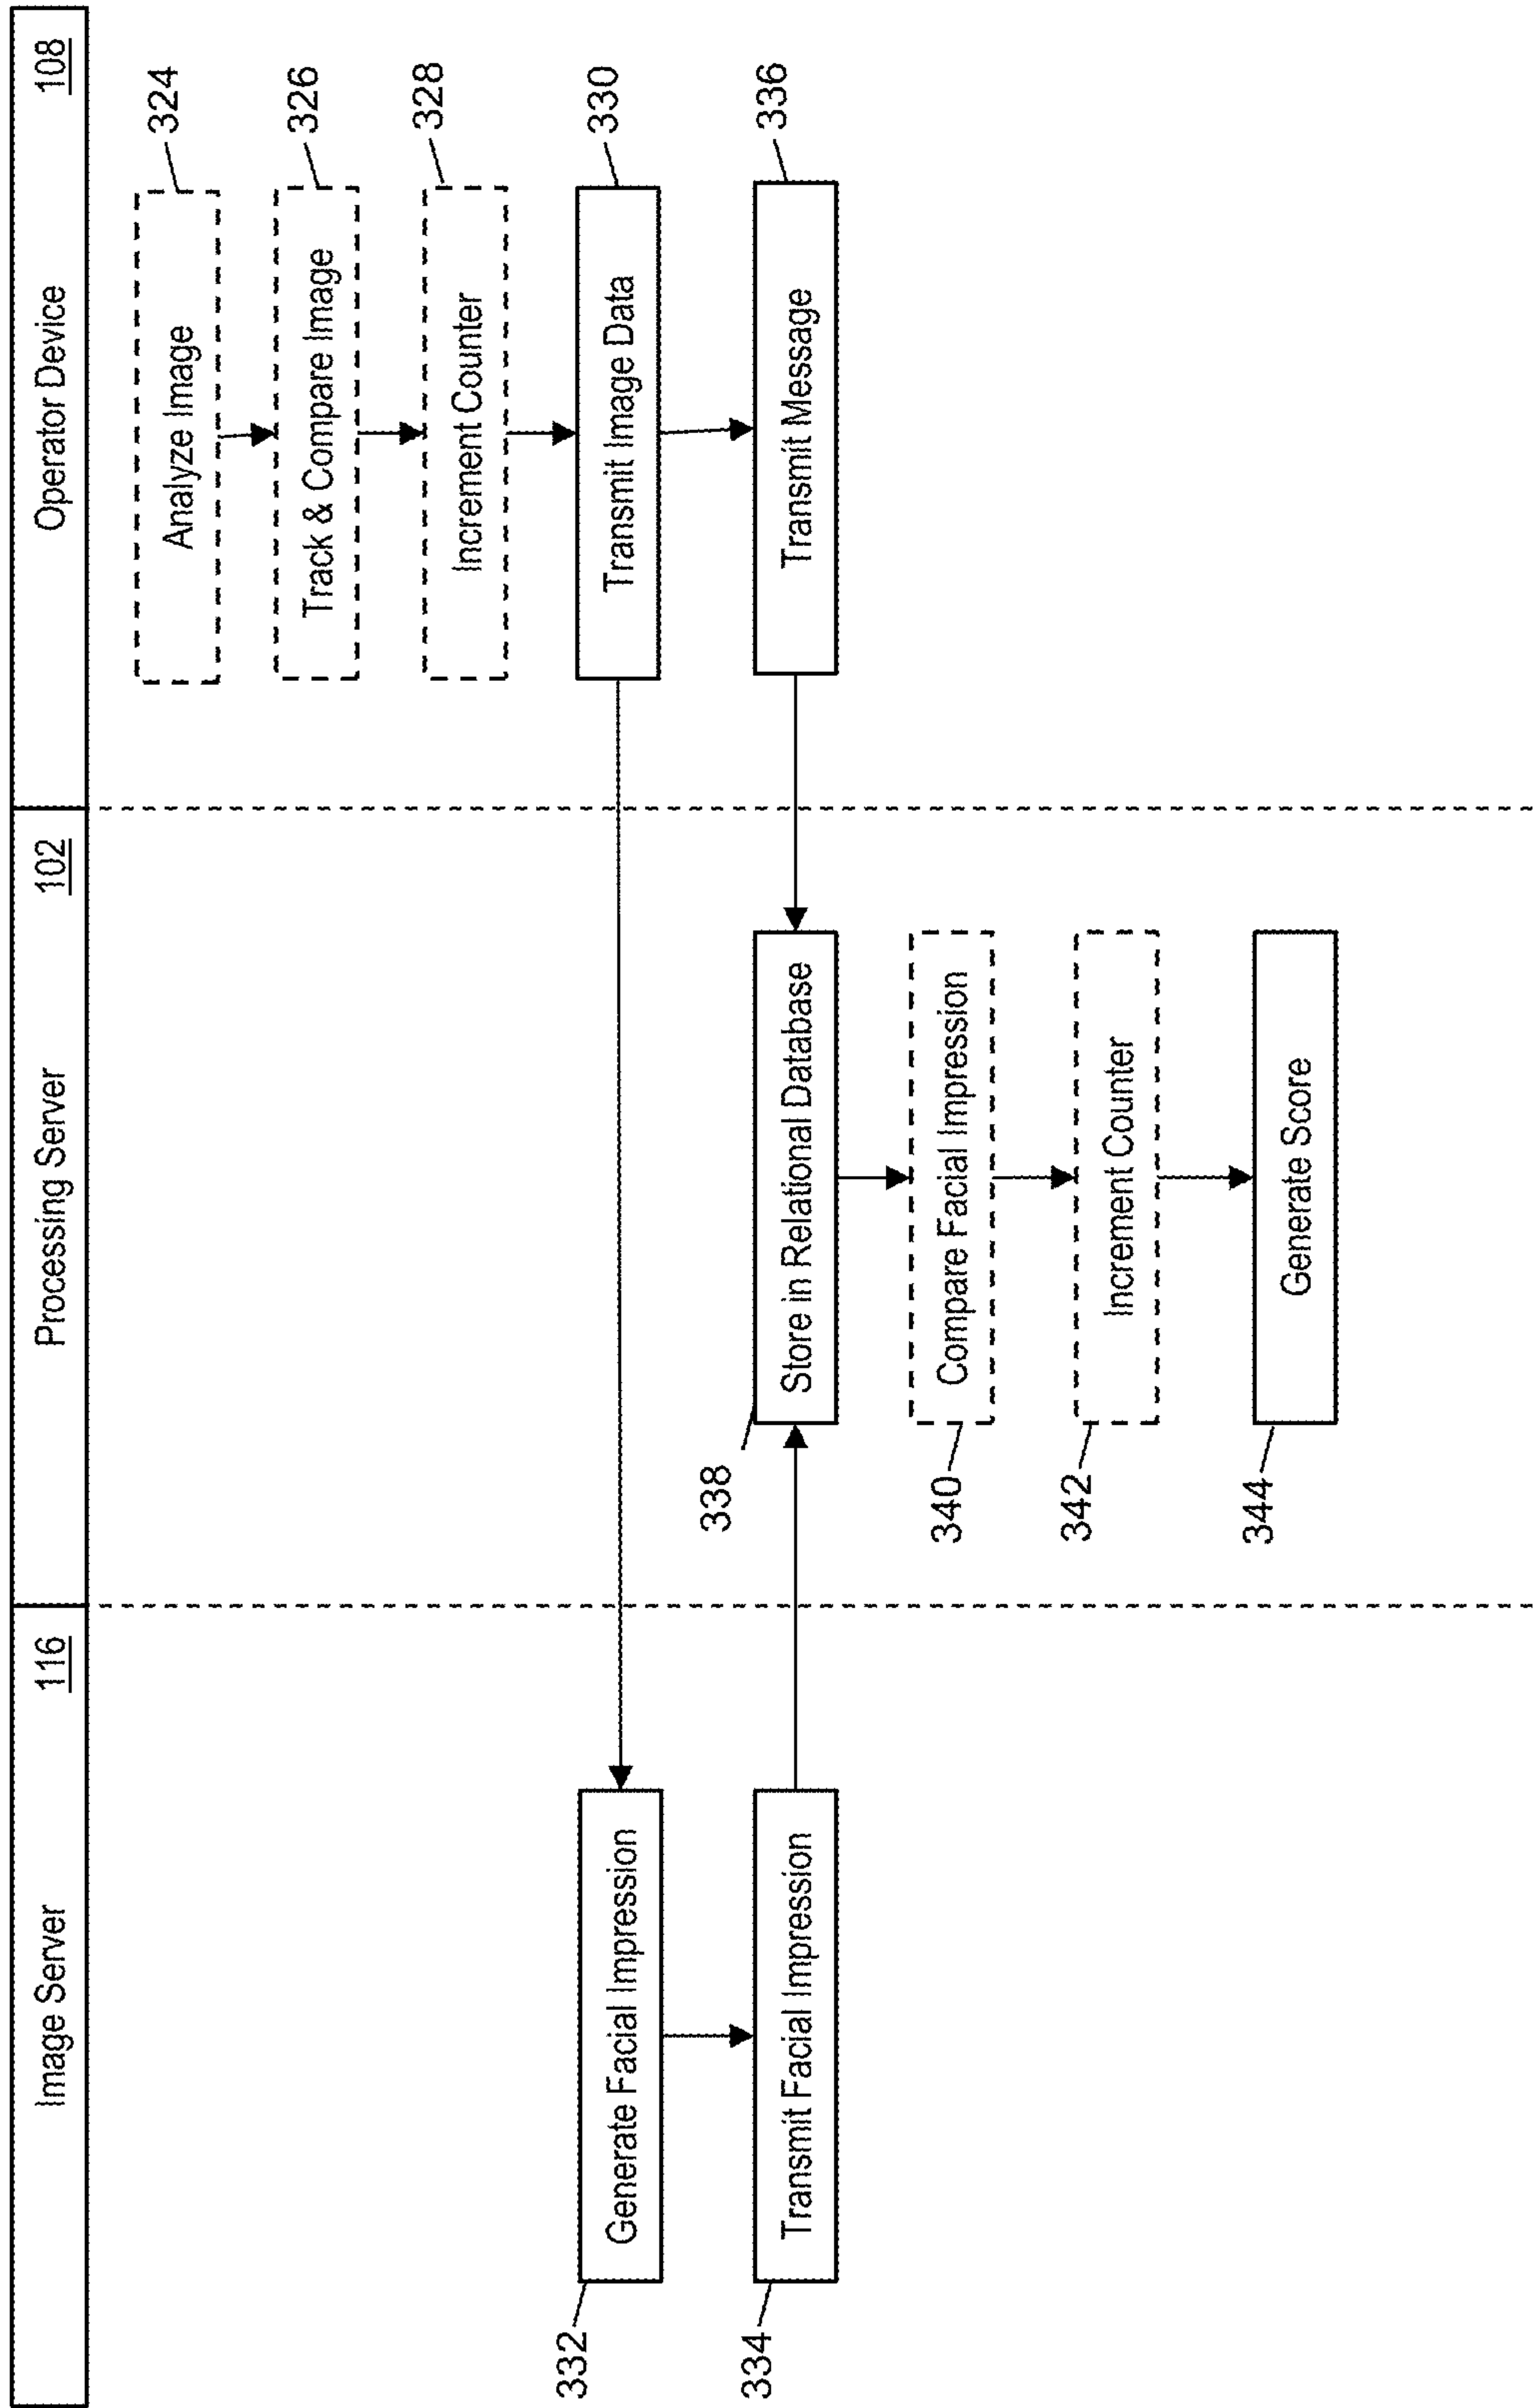 Image Server 116
Processing Server 102
Operator Device 108
Analyze Image
324
Track & Compare Image
326
Increment Counter
328
332
Generate Facial Impression
Transmit Image Data
330
334
Transmit Facial Impression
338
Store in Relational Database
Transmit Message
336
340
Compare Facial Impression
342
Increment Counter
344
Generate Score